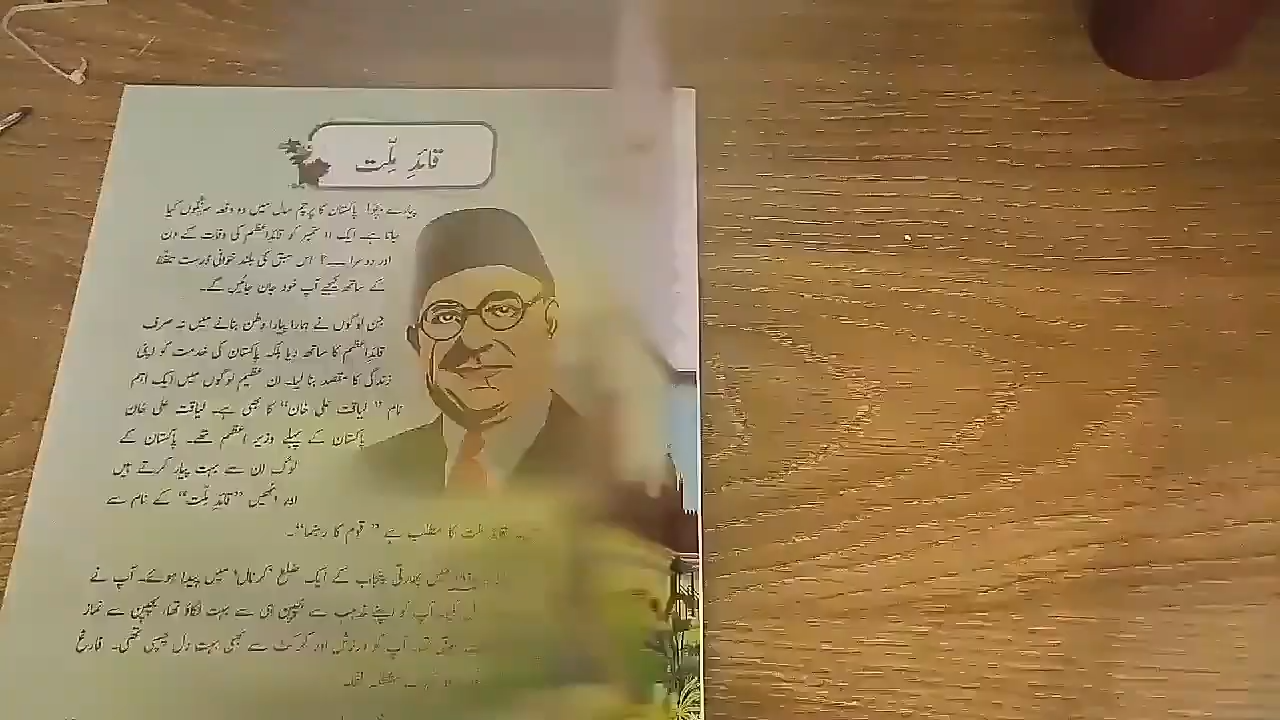 قائدِ مِلّت
پیارے بچو! پاکستان کا پرچم سال میں دو دفعہ سرنگوں کیا
جاتا ہے۔ ایک ۱۱ ستمبر کو قائداعظم کی وفات کے دن
اور دوسرا اس سبق کی بلند خوانی درست تلفظ
کے ساتھ کیجیے آپ خود جان جائیں گے۔
جن لوگوں نے ہمارا پیارا وطن بنانے میں نہ صرف
قائداعظم کا ساتھ دیا بلکہ پاکستان کی خدمت کو اپنی
زندگی کا مقصد بنا لیا۔ ان عظیم لوگوں میں ایک اہم
نام ”لیاقت علی خان“ کا بھی ہے۔ لیاقت علی خان
پاکستان کے پہلے وزیر اعظم تھے۔ پاکستان کے
لوگ ان سے بہت پیار کرتے ہیں
اور انھیں ”قائدِ مِلّت“ کے نام سے
ملت کا مطلب ہے ”قوم کا رہنما“۔
میں بھارتی پنجاب کے ایک ضلع ’کرنال‘ میں پیدا ہوئے۔ آپ نے
آپ کو اپنے مذہب سے بچپن ہی سے بہت لگاؤ تھا، بچپن سے نماز
آپ کو ورزش اور کرکٹ سے بھی بہت دل چسپی تھی۔ فارغ
مشغلہ تھا۔